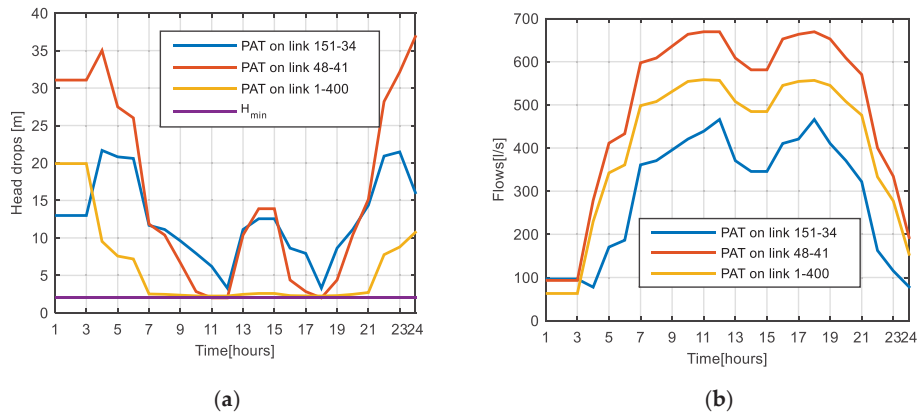 40
35
30
25
20
15
10
5
0
Head drops [m]
PAT on link 151-34
PAT on link 48-41
PAT on link 1-400
H_min
1 3 5 7 9 11 13 15 17 19 21 23 24
Time[hours]
(a)
700
600
500
400
300
200
100
0
Flows[l/s]
PAT on link 151-34
PAT on link 48-41
PAT on link 1-400
1 3 5 7 9 11 13 15 17 19 21 23 24
Time[hours]
(b)